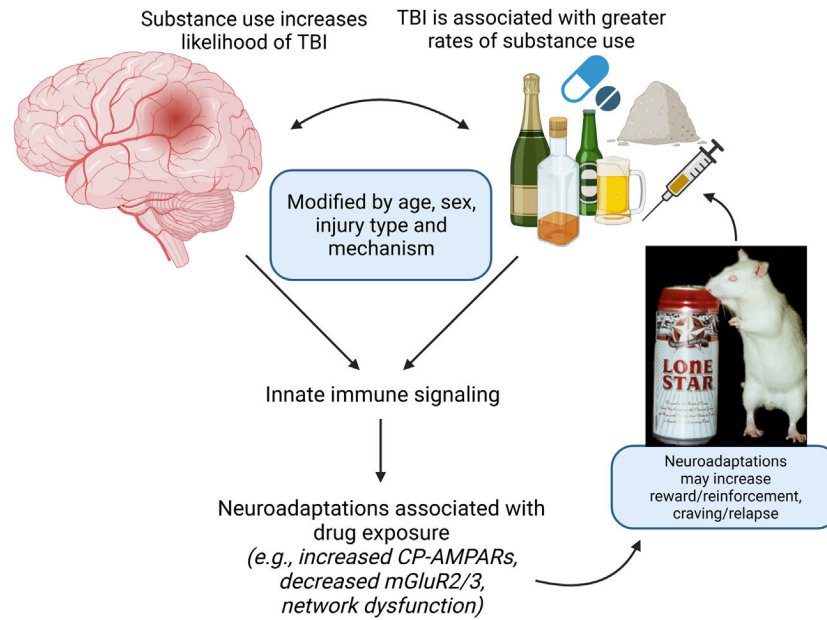 Substance use increases
likelihood of TBI
TBI is associated with greater
rates of substance use
Modified by age, sex,
injury type and
mechanism
Innate immune signaling
Neuroadaptations associated with
drug exposure
(e.g., increased CP-AMPARs,
decreased mGluR2/3,
network dysfunction)
LONE
STAR
Neuroadaptations
may increase
reward/reinforcement,
craving/relapse